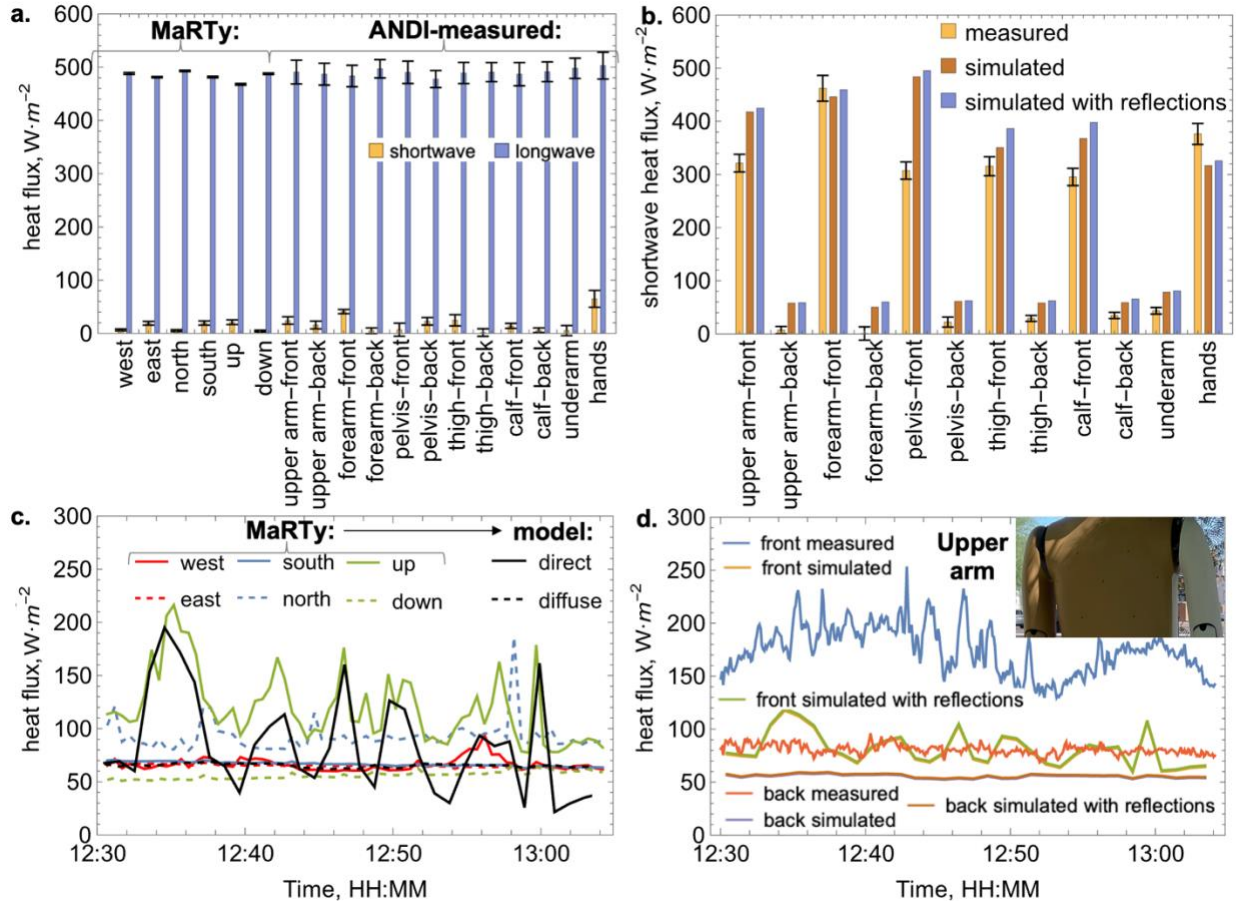 a.
MaRTy:
ANDI-measured:
heat flux, W·m⁻²
600
500
400
300
200
100
0
shortwave
longwave
west
east
north
south
up
down
upper arm–front
upper arm–back
forearm–front
forearm–back
pelvis–front
pelvis–back
thigh–front
thigh–back
calf–front
calf–back
underarm
hands
b.
shortwave heat flux, W·m⁻²
600
500
400
300
200
100
0
measured
simulated
simulated with reflections
upper arm–front
upper arm–back
forearm–front
forearm–back
pelvis–front
pelvis–back
thigh–front
thigh–back
calf–front
calf–back
underarm
hands
c.
heat flux, W·m⁻²
300
250
200
150
100
50
0
MaRTy:
model:
west
south
up
direct
east
north
down
diffuse
12:30
12:40
12:50
13:00
Time, HH:MM
d.
heat flux, W·m⁻²
300
250
200
150
100
50
0
front measured
front simulated
Upper
arm
front simulated with reflections
back measured
back simulated with reflections
back simulated
12:30
12:40
12:50
13:00
Time, HH:MM